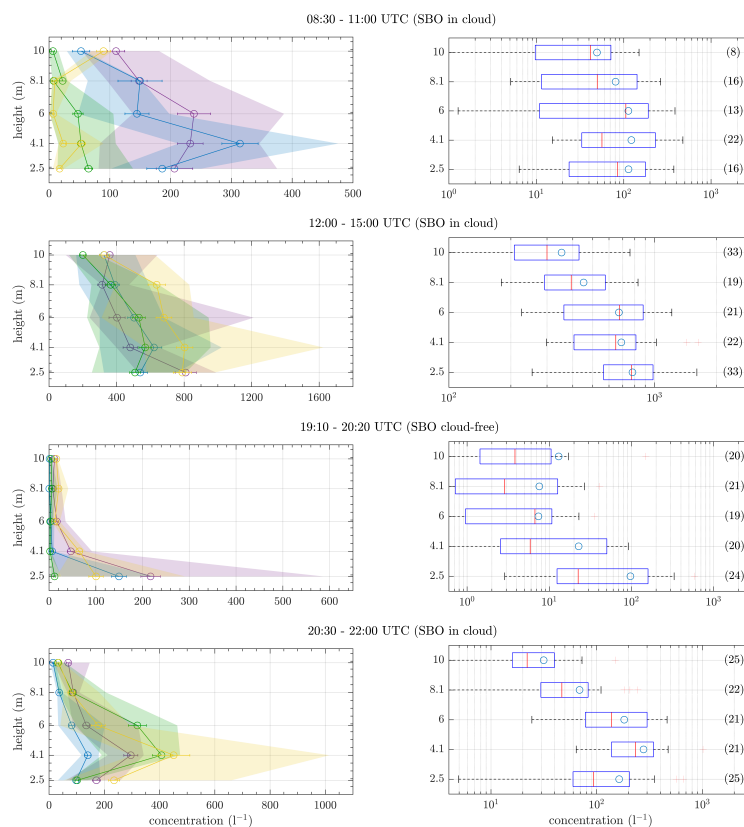 08:30 - 11:00 UTC (SBO in cloud)
height (m)
10
8.1
6
4.1
2.5
0 100 200 300 400 500
10 (8)
8.1 (16)
6 (13)
4.1 (22)
2.5 (16)
10^0 10^1 10^2 10^3
12:00 - 15:00 UTC (SBO in cloud)
height (m)
10
8.1
6
4.1
2.5
0 400 800 1200 1600
10 (33)
8.1 (19)
6 (21)
4.1 (22)
2.5 (33)
10^2 10^3
19:10 - 20:20 UTC (SBO cloud-free)
height (m)
10
8.1
6
4.1
2.5
0 100 200 300 400 500 600
10 (20)
8.1 (21)
6 (19)
4.1 (20)
2.5 (24)
10^0 10^1 10^2 10^3
20:30 - 22:00 UTC (SBO in cloud)
height (m)
10
8.1
6
4.1
2.5
0 200 400 600 800 1000
concentration (l^-1)
10 (25)
8.1 (22)
6 (21)
4.1 (21)
2.5 (25)
10^1 10^2 10^3
concentration (l^-1)